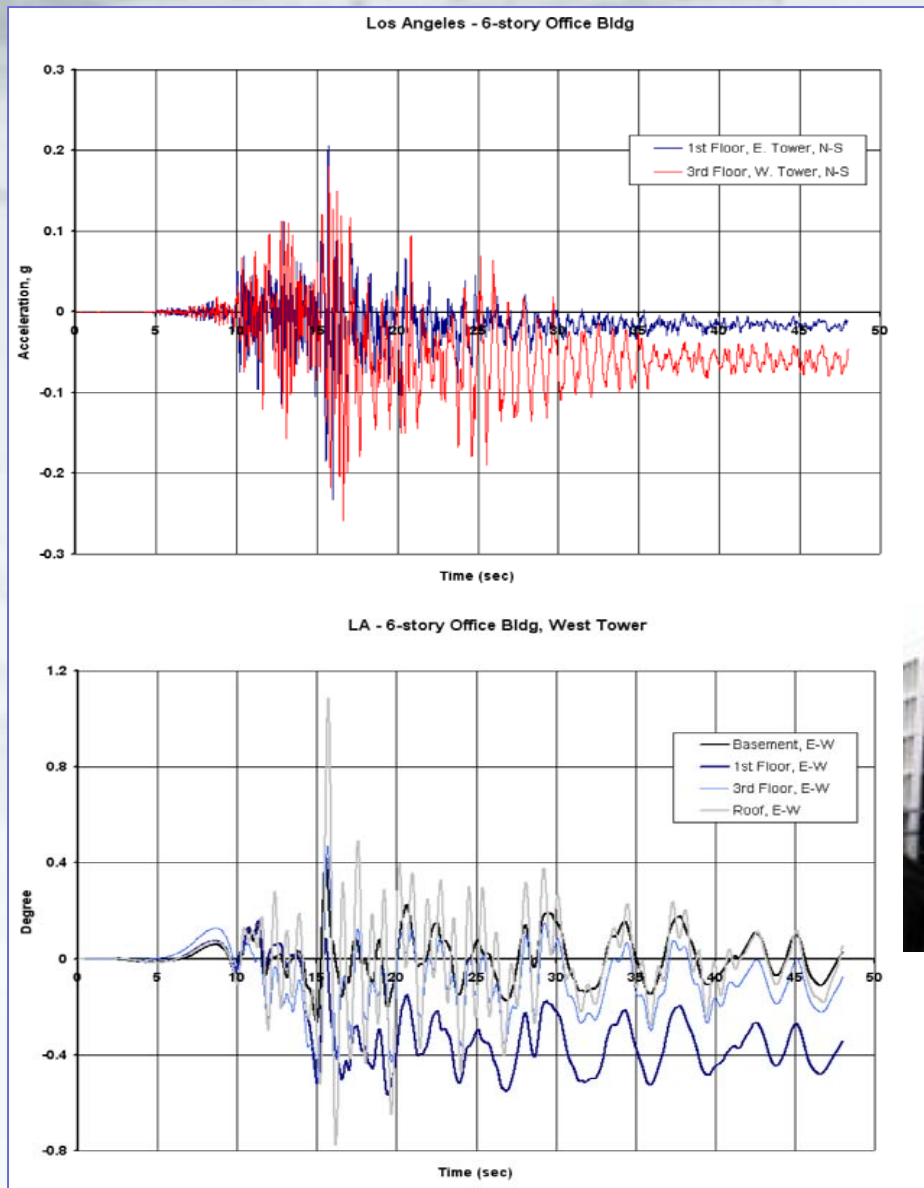 Los Angeles - 6-story Office Bldg
0.3
0.2
0.1
0
-0.1
-0.2
-0.3
Acceleration, g
1st Floor, E. Tower, N-S
3rd Floor, W. Tower, N-S
0 5 10 15 20 25 30 35 40 45 50
Time (sec)
LA - 6-story Office Bldg, West Tower
1.2
0.8
0.4
0
-0.4
-0.8
Degree
Basement, E-W
1st Floor, E-W
3rd Floor, E-W
Roof, E-W
0 5 10 15 20 25 30 35 40 45 50
Time (sec)